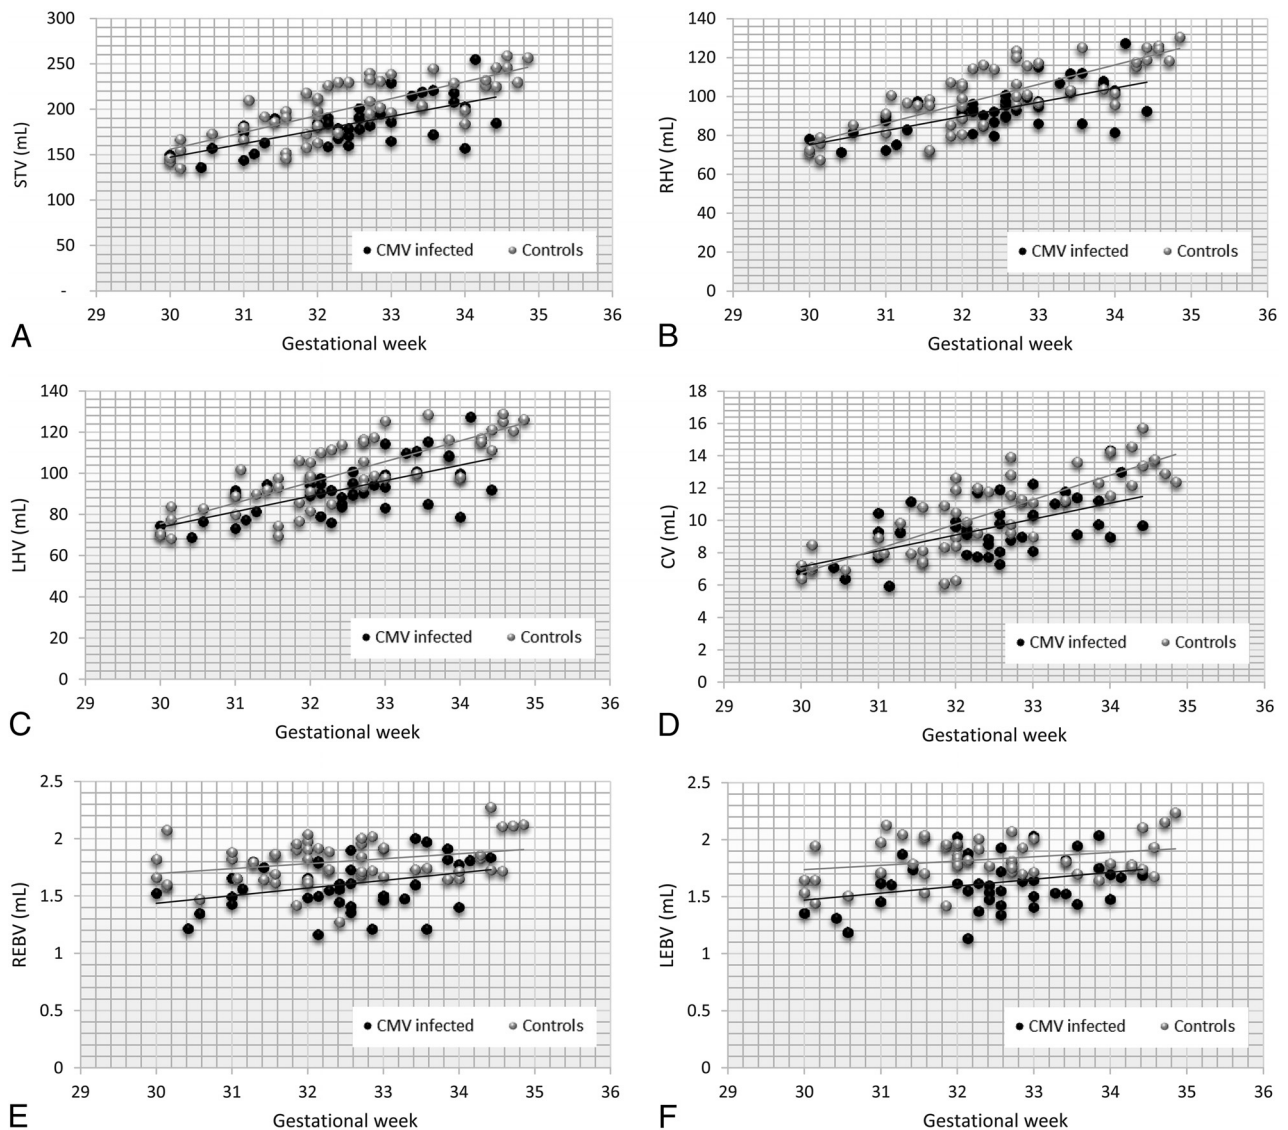 300
250
200
150
100
50
-
STV (mL)
CMV infected
Controls
29 30 31 32 33 34 35 36
Gestational week
A
140
120
100
80
60
40
20
0
RHV (mL)
CMV infected
Controls
29 30 31 32 33 34 35 36
Gestational week
B
140
120
100
80
60
40
20
0
LHV (mL)
CMV infected
Controls
29 30 31 32 33 34 35 36
Gestational week
C
18
16
14
12
10
8
6
4
2
0
CV (mL)
CMV infected
Controls
29 30 31 32 33 34 35 36
Gestational week
D
2.5
2
1.5
1
0.5
0
REBV (mL)
CMV infected
Controls
29 30 31 32 33 34 35 36
Gestational week
E
2.5
2
1.5
1
0.5
0
LEBV (mL)
CMV infected
Controls
29 30 31 32 33 34 35 36
Gestational week
F